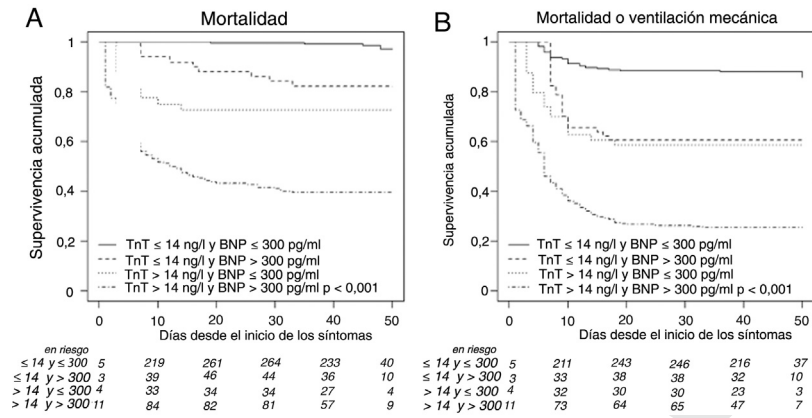 A
Mortalidad
Supervivencia acumulada
1
0,8
0,6
0,4
0,2
0
TnT ≤ 14 ng/l y BNP ≤ 300 pg/ml
TnT ≤ 14 ng/l y BNP > 300 pg/ml
TnT > 14 ng/l y BNP ≤ 300 pg/ml
TnT > 14 ng/l y BNP > 300 pg/ml p < 0,001
0 10 20 30 40 50
Días desde el inicio de los síntomas
en riesgo
≤ 14 y ≤ 300 5 219 261 264 233 40
≤ 14 y > 300 3 39 46 44 36 10
> 14 y ≤ 300 4 33 34 34 27 4
> 14 y > 300 11 84 82 81 57 9
B
Mortalidad o ventilación mecánica
Supervivencia acumulada
1
0,8
0,6
0,4
0,2
0
TnT ≤ 14 ng/l y BNP ≤ 300 pg/ml
TnT ≤ 14 ng/l y BNP > 300 pg/ml
TnT > 14 ng/l y BNP ≤ 300 pg/ml
TnT > 14 ng/l y BNP > 300 pg/ml p < 0,001
0 10 20 30 40 50
Días desde el inicio de los síntomas
en riesgo
≤ 14 y ≤ 300 5 211 243 246 216 37
≤ 14 y > 300 3 33 38 38 32 10
> 14 y ≤ 300 4 32 30 30 23 3
> 14 y > 300 11 73 64 65 47 7